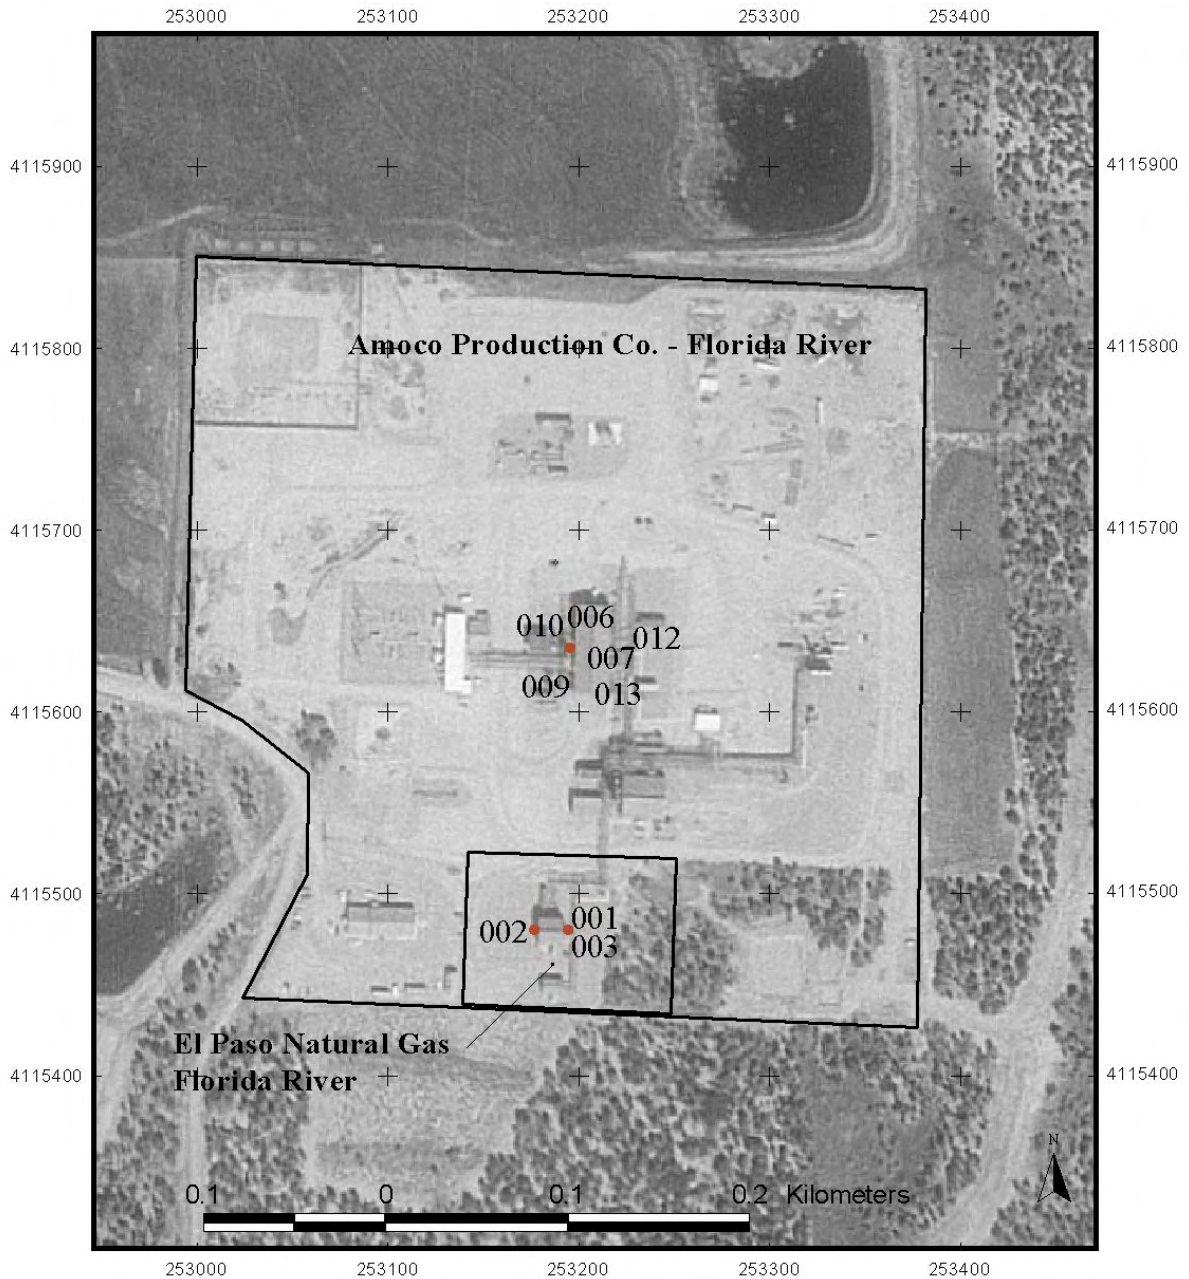 253000 253100 253200 253300 253400
4115900 4115900
Amoco Production Co. - Florida River
4115800 4115800
4115700 4115700
006
010
012
007
009
013
4115600 4115600
4115500 4115500
001
002
003
El Paso Natural Gas
Florida River
4115400 4115400
N
0.1 0 0.1 0.2 Kilometers
253000 253100 253200 253300 253400